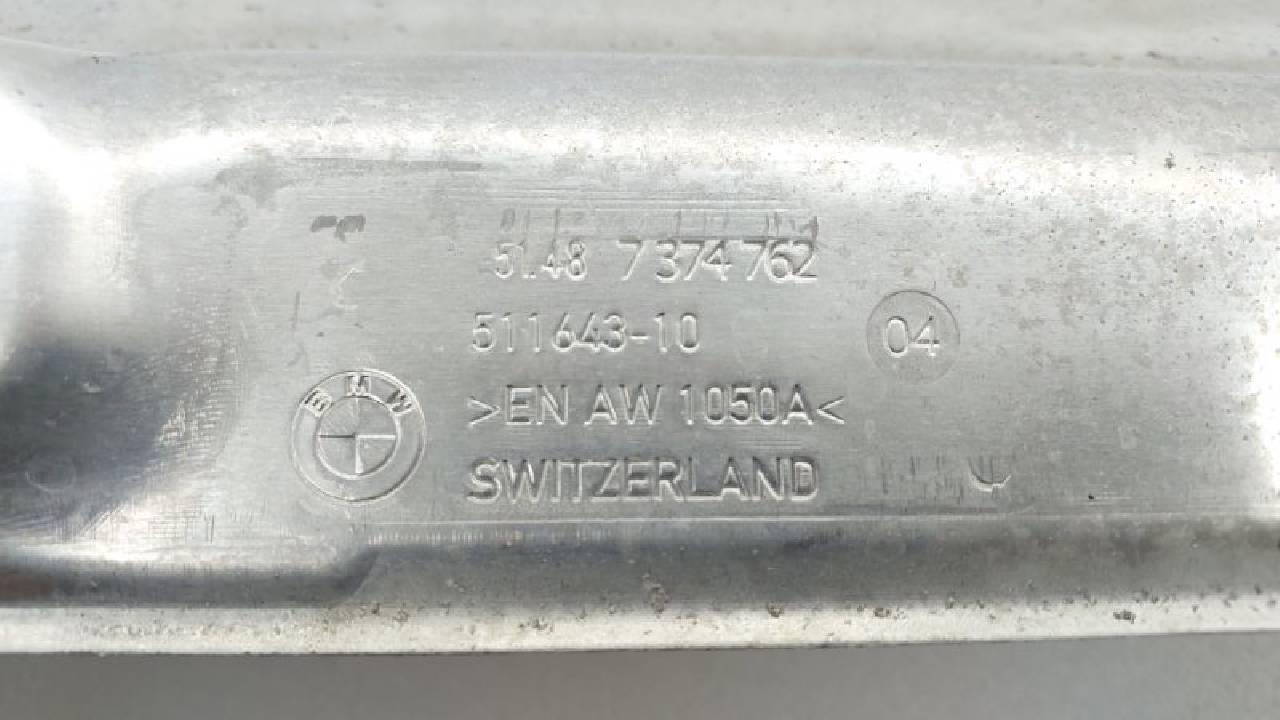 51.48 7 374 762
511643-10
04
>EN AW 1050A<
BMW
SWITZERLAND